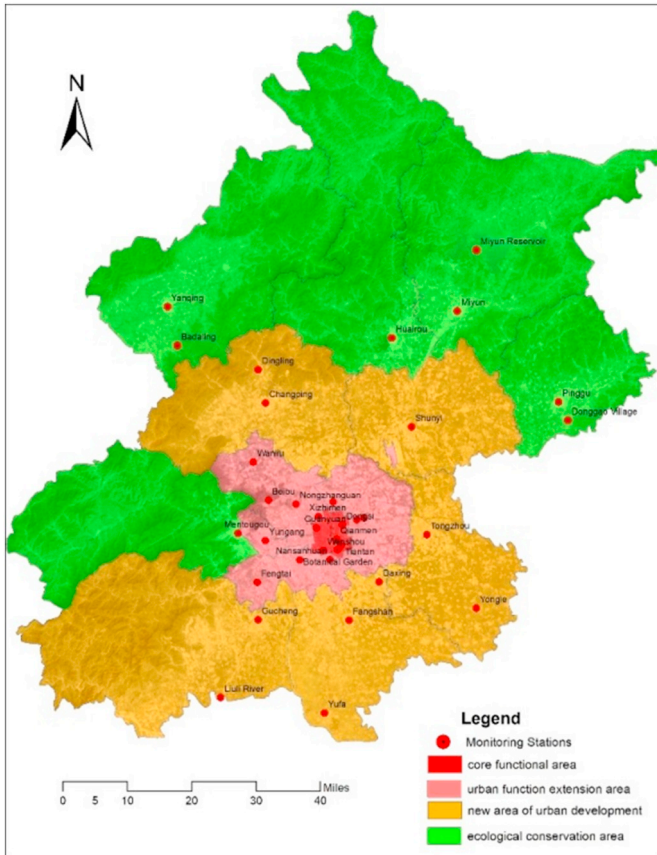 N
Miyun Reservoir
Yanqing
Miyun
Badaling
Huairou
Dingling
Changping
Pinggu
Donggao Village
Shunyi
Wanliu
Beibu
Nongzhanguan
Xizhimen
Dongsi
Guanyuan
Mentougou
Yungang
Qianmen
Tongzhou
Wanshou
Nansanhuan
Tiantan
Botanical Garden
Fengtai
Daxing
Yongle
Gucheng
Fangshan
Liuli River
Yufa
Legend
Monitoring Stations
core functional area
urban function extension area
new area of urban development
ecological conservation area
Miles
0 5 10 20 30 40